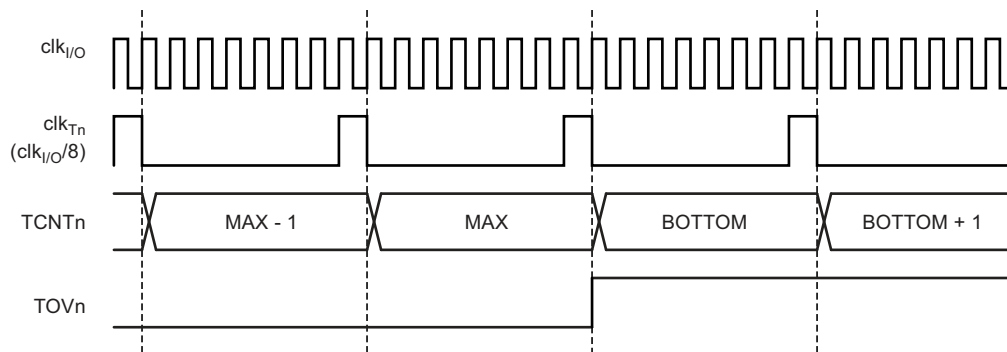 clkI/O
clkTn
(clkI/O/8)
TCNTn MAX - 1 MAX BOTTOM BOTTOM + 1
TOVn